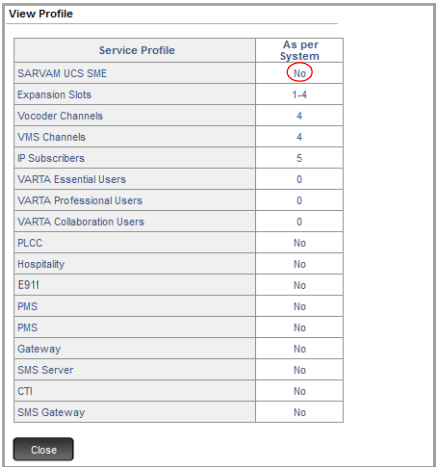 View Profile
Service Profile As per
System
SARVAM UCS SME No
Expansion Slots 1-4
Vocoder Channels 4
VMS Channels 4
IP Subscribers 5
VARTA Essential Users 0
VARTA Professional Users 0
VARTA Collaboration Users 0
PLCC No
Hospitality No
E911 No
PMS No
PMS No
Gateway No
SMS Server No
CTI No
SMS Gateway No
Close